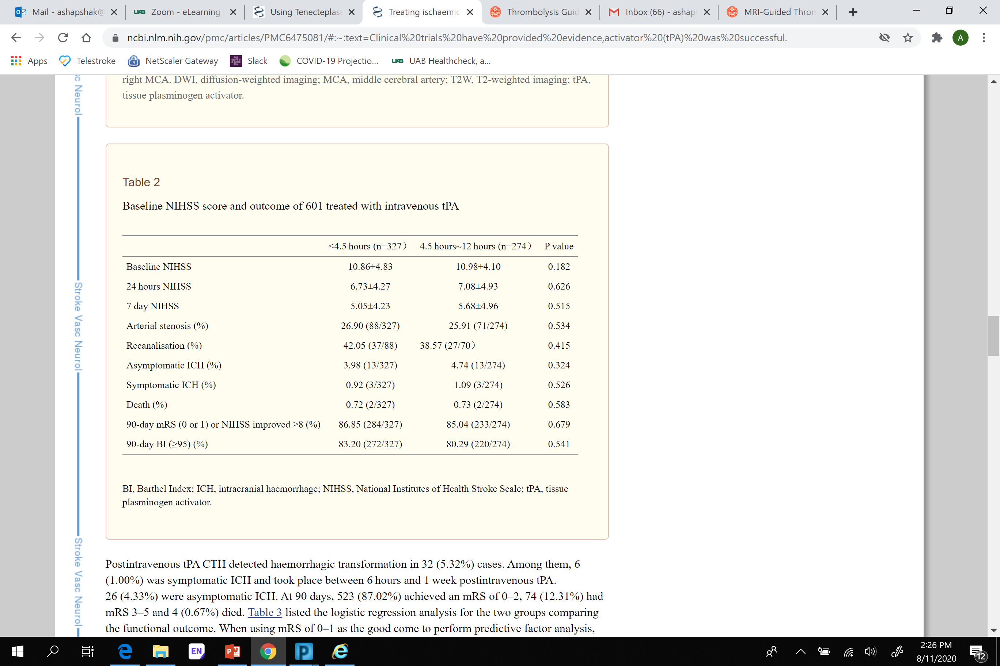 Mail - ashapshak@
Zoom - eLearning
Using Tenecteplase
Treating ischaemic
Thrombolysis Guid
Inbox (66) - ashap
MRI-Guided Throm
ncbi.nlm.nih.gov/pmc/articles/PMC6475081/#:~:text=Clinical%20trials%20have%20provided%20evidence,activator%20(tPA)%20was%20successful.
A
Apps
Telestroke
NetScaler Gateway
Slack
COVID-19 Projectio...
UAB
UAB Healthcheck, a...
right MCA. DWI, diffusion-weighted imaging; MCA, middle cerebral artery; T2W, T2-weighted imaging; tPA,
tissue plasminogen activator.
sc Neurol
Stroke Vasc Neurol
Stroke Vasc Neurol
Table 2
Baseline NIHSS score and outcome of 601 treated with intravenous tPA
≤4.5 hours (n=327） 4.5 hours~12 hours (n=274） P value
Baseline NIHSS 10.86±4.83 10.98±4.10 0.182
24 hours NIHSS 6.73±4.27 7.08±4.93 0.626
7 day NIHSS 5.05±4.23 5.68±4.96 0.515
Arterial stenosis (%) 26.90 (88/327) 25.91 (71/274) 0.534
Recanalisation (%) 42.05 (37/88) 38.57 (27/70） 0.415
Asymptomatic ICH (%) 3.98 (13/327) 4.74 (13/274) 0.324
Symptomatic ICH (%) 0.92 (3/327) 1.09 (3/274) 0.526
Death (%) 0.72 (2/327) 0.73 (2/274) 0.583
90-day mRS (0 or 1) or NIHSS improved ≥8 (%) 86.85 (284/327) 85.04 (233/274) 0.679
90-day BI (≥95) (%) 83.20 (272/327) 80.29 (220/274) 0.541
BI, Barthel Index; ICH, intracranial haemorrhage; NIHSS, National Institutes of Health Stroke Scale; tPA, tissue
plasminogen activator.
Postintravenous tPA CTH detected haemorrhagic transformation in 32 (5.32%) cases. Among them, 6
(1.00%) was symptomatic ICH and took place between 6 hours and 1 week postintravenous tPA.
26 (4.33%) were asymptomatic ICH. At 90 days, 523 (87.02%) achieved an mRS of 0–2, 74 (12.31%) had
mRS 3–5 and 4 (0.67%) died. Table 3 listed the logistic regression analysis for the two groups comparing
the functional outcome. When using mRS of 0–1 as the good come to perform predictive factor analysis,
EN
2:26 PM
8/11/2020
12